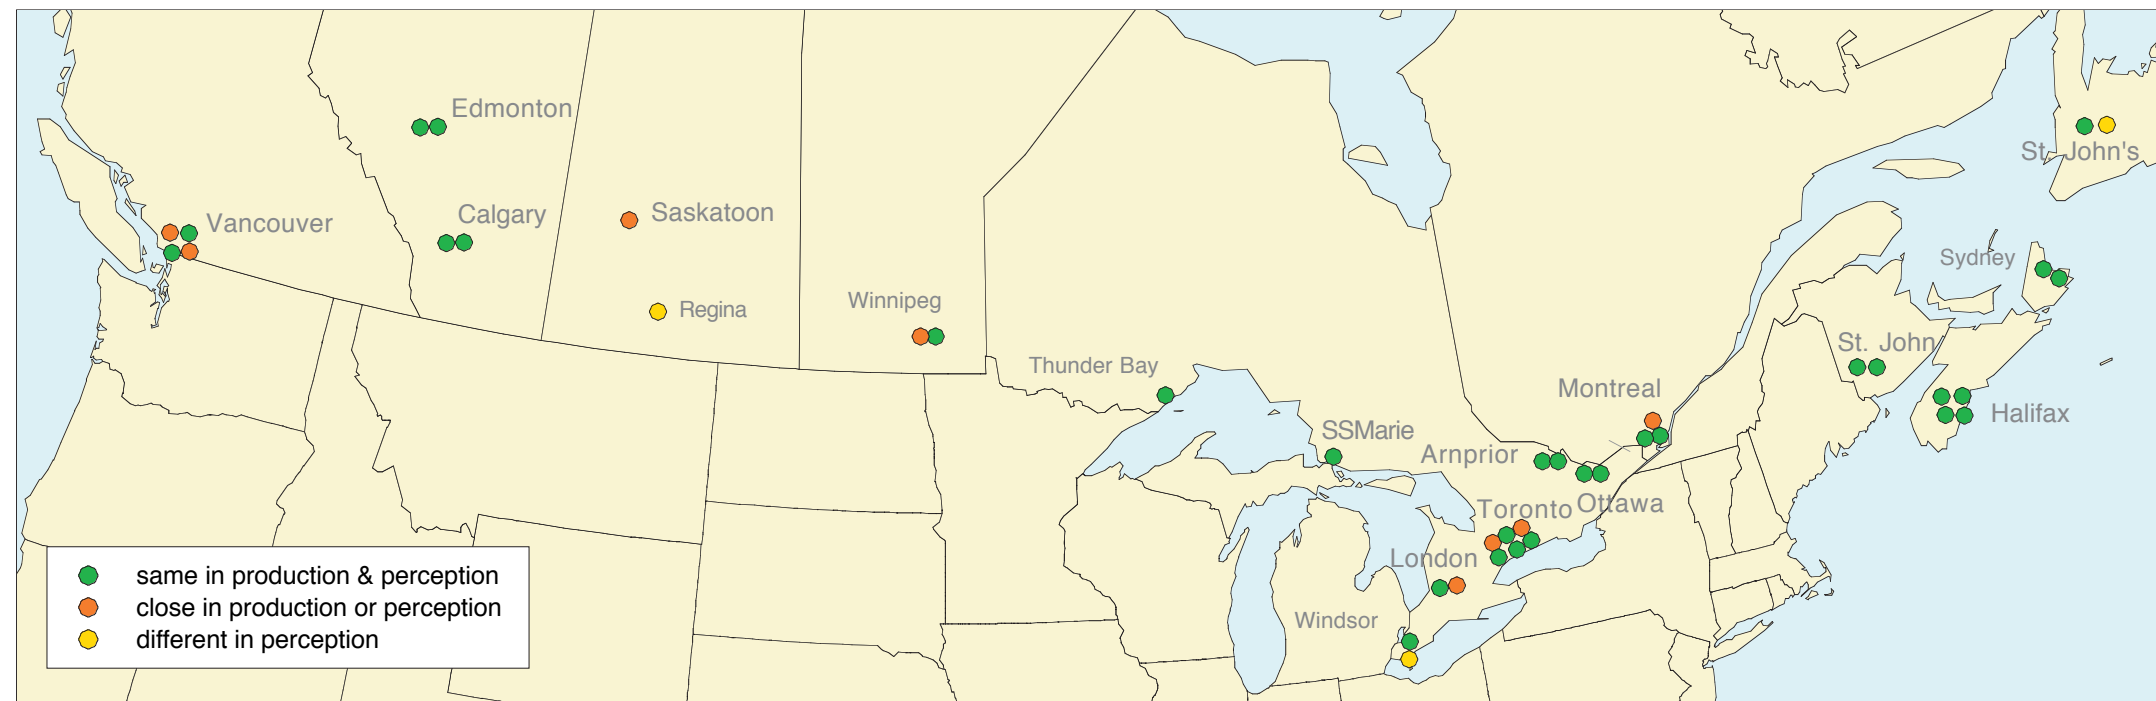 Edmonton
St. John's
Saskatoon
Calgary
Vancouver
Sydney
Winnipeg
Regina
St. John
Thunder Bay
Montreal
Halifax
SSMarie
Arnprior
Toronto
Ottawa
London
Windsor
same in production & perception
close in production or perception
different in perception